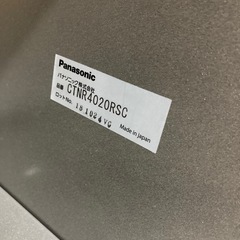 Panasonic
パナソニック株式会社
品番 CTNR4020RSC
ロットNo. 181024VG
Made in Japan